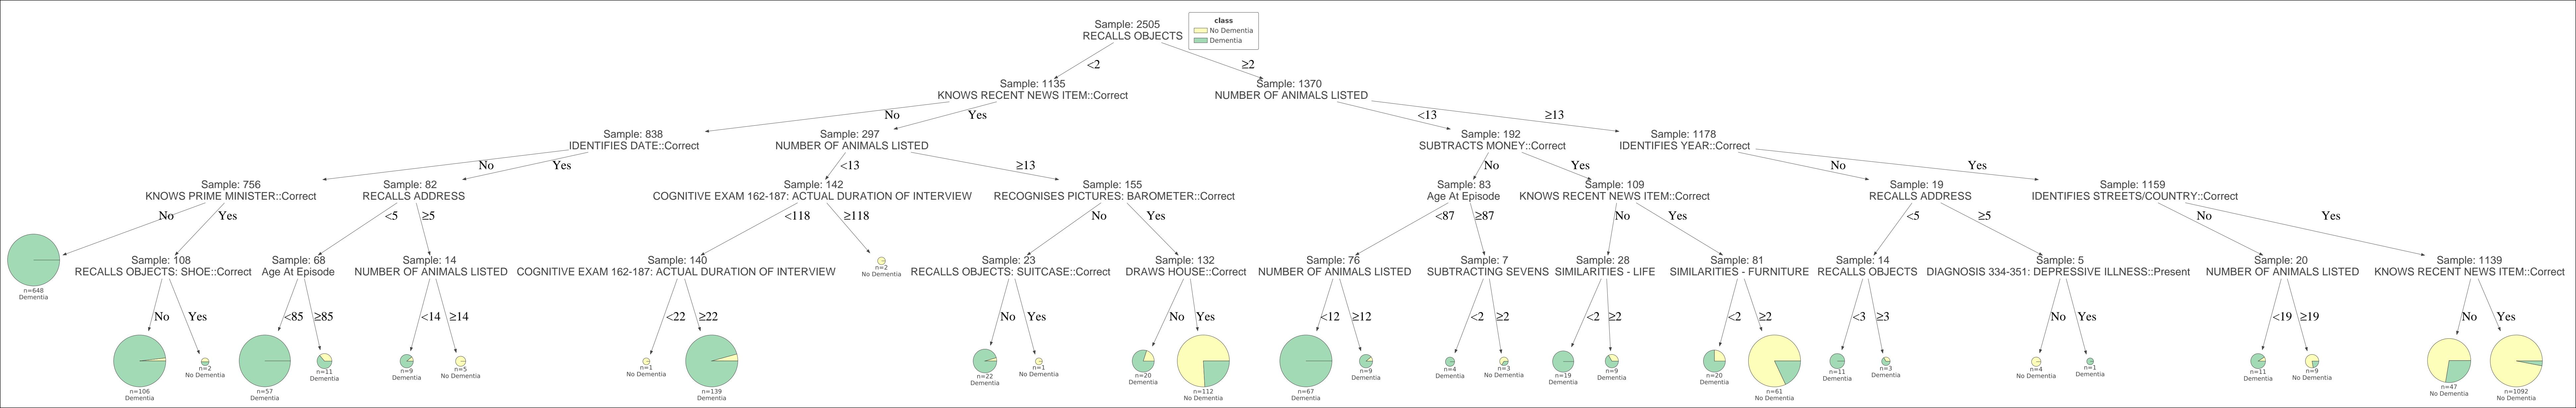 Sample: 2505
RECALLS OBJECTS
class
No Dementia
Dementia
<2
≥2
Sample: 1135
KNOWS RECENT NEWS ITEM::Correct
Sample: 1370
NUMBER OF ANIMALS LISTED
No
Yes
<13
≥13
Sample: 838
IDENTIFIES DATE::Correct
Sample: 297
NUMBER OF ANIMALS LISTED
Sample: 192
SUBTRACTS MONEY::Correct
Sample: 1178
IDENTIFIES YEAR::Correct
No
Yes
<13
≥13
No
Yes
No
Yes
Sample: 756
KNOWS PRIME MINISTER::Correct
Sample: 82
RECALLS ADDRESS
Sample: 142
COGNITIVE EXAM 162-187: ACTUAL DURATION OF INTERVIEW
Sample: 155
RECOGNISES PICTURES: BAROMETER::Correct
Sample: 83
Age At Episode
Sample: 109
KNOWS RECENT NEWS ITEM::Correct
Sample: 19
RECALLS ADDRESS
Sample: 1159
IDENTIFIES STREETS/COUNTRY::Correct
No
Yes
<5
≥5
<118
≥118
No
Yes
<87
≥87
No
Yes
<5
≥5
No
Yes
n=648
Dementia
Sample: 108
RECALLS OBJECTS: SHOE::Correct
Sample: 68
Age At Episode
Sample: 14
NUMBER OF ANIMALS LISTED
Sample: 140
COGNITIVE EXAM 162-187: ACTUAL DURATION OF INTERVIEW
n=2
No Dementia
Sample: 23
RECALLS OBJECTS: SUITCASE::Correct
Sample: 132
DRAWS HOUSE::Correct
Sample: 76
NUMBER OF ANIMALS LISTED
Sample: 7
SUBTRACTING SEVENS
Sample: 28
SIMILARITIES - LIFE
Sample: 81
SIMILARITIES - FURNITURE
Sample: 14
RECALLS OBJECTS
Sample: 5
DIAGNOSIS 334-351: DEPRESSIVE ILLNESS::Present
Sample: 20
NUMBER OF ANIMALS LISTED
Sample: 1139
KNOWS RECENT NEWS ITEM::Correct
No
Yes
<85
≥85
<14
≥14
<22
≥22
No
Yes
No
Yes
<12
≥12
<2
≥2
<2
≥2
<2
≥2
<3
≥3
No
Yes
<19
≥19
No
Yes
n=106
Dementia
n=2
No Dementia
n=57
Dementia
n=11
Dementia
n=9
Dementia
n=5
No Dementia
n=1
No Dementia
n=139
Dementia
n=22
Dementia
n=1
No Dementia
n=20
Dementia
n=112
No Dementia
n=67
Dementia
n=9
Dementia
n=4
Dementia
n=3
No Dementia
n=19
Dementia
n=9
Dementia
n=20
Dementia
n=61
No Dementia
n=11
Dementia
n=3
Dementia
n=4
No Dementia
n=1
Dementia
n=11
Dementia
n=9
No Dementia
n=47
No Dementia
n=1092
No Dementia